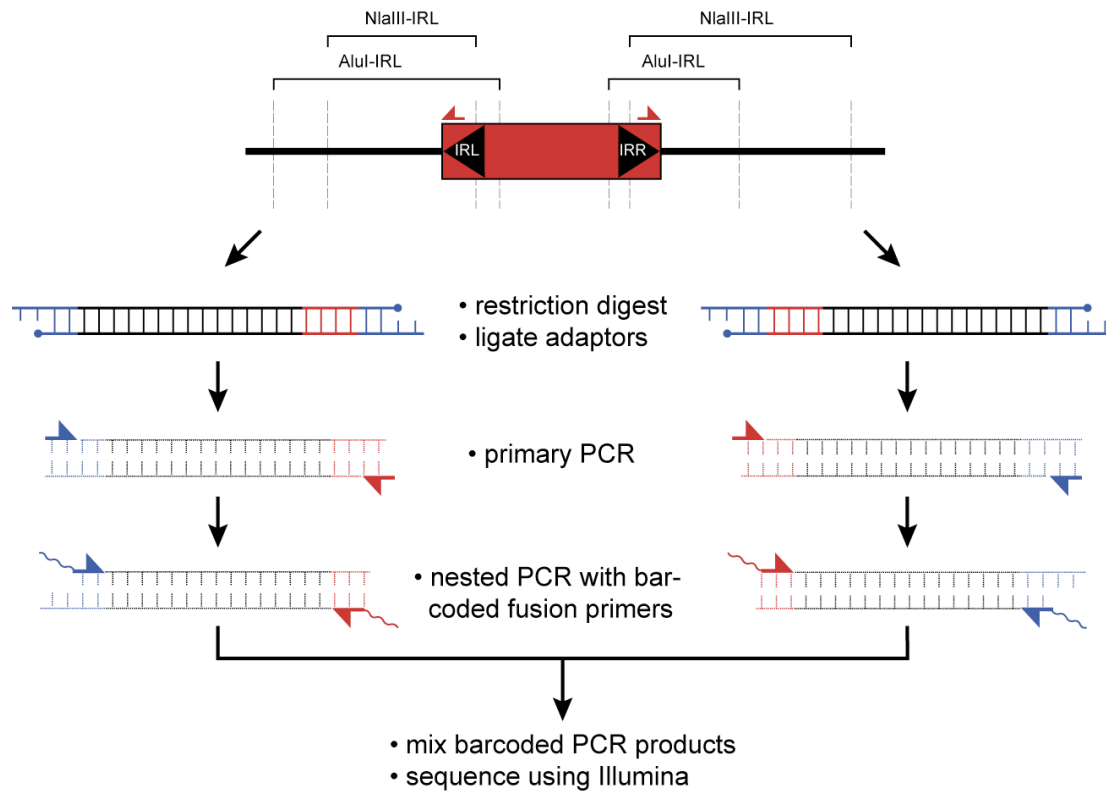 NlaIII-IRL
NlaIII-IRL
AluI-IRL
AluI-IRL
IRL
IRR
• restriction digest
• ligate adaptors
• primary PCR
• nested PCR with bar-
coded fusion primers
• mix barcoded PCR products
• sequence using Illumina